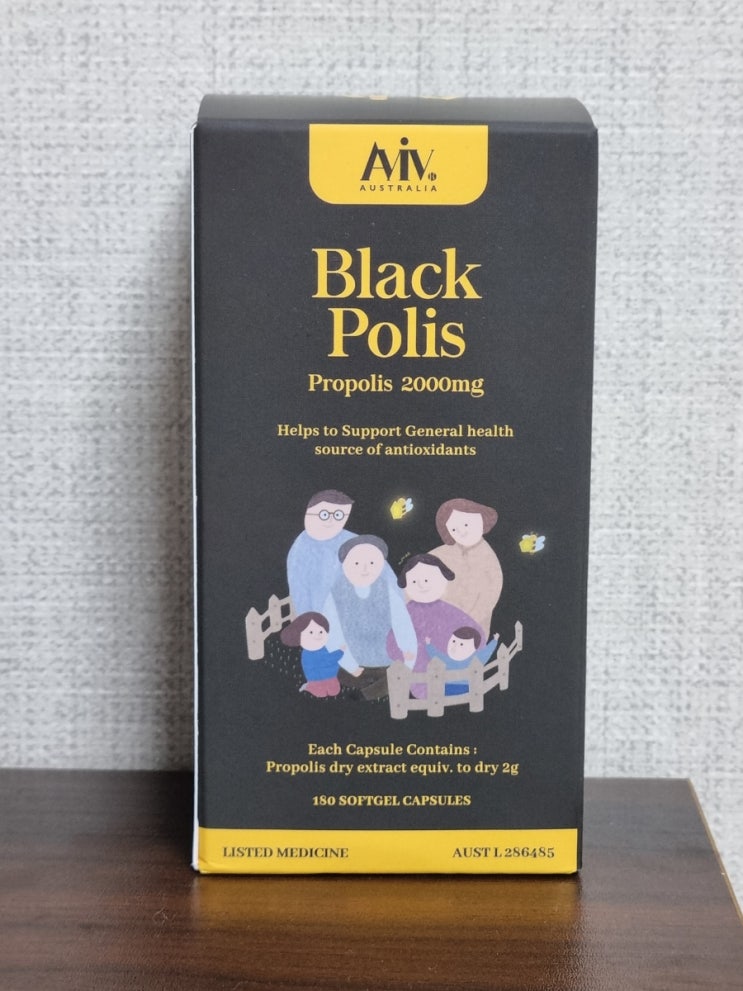 AVIV
AUSTRALIA
Black
Polis
Propolis 2000mg
Helps to Support General health
source of antioxidants
Each Capsule Contains :
Propolis dry extract equiv. to dry 2g
180 SOFTGEL CAPSULES
LISTED MEDICINE AUST L 286485